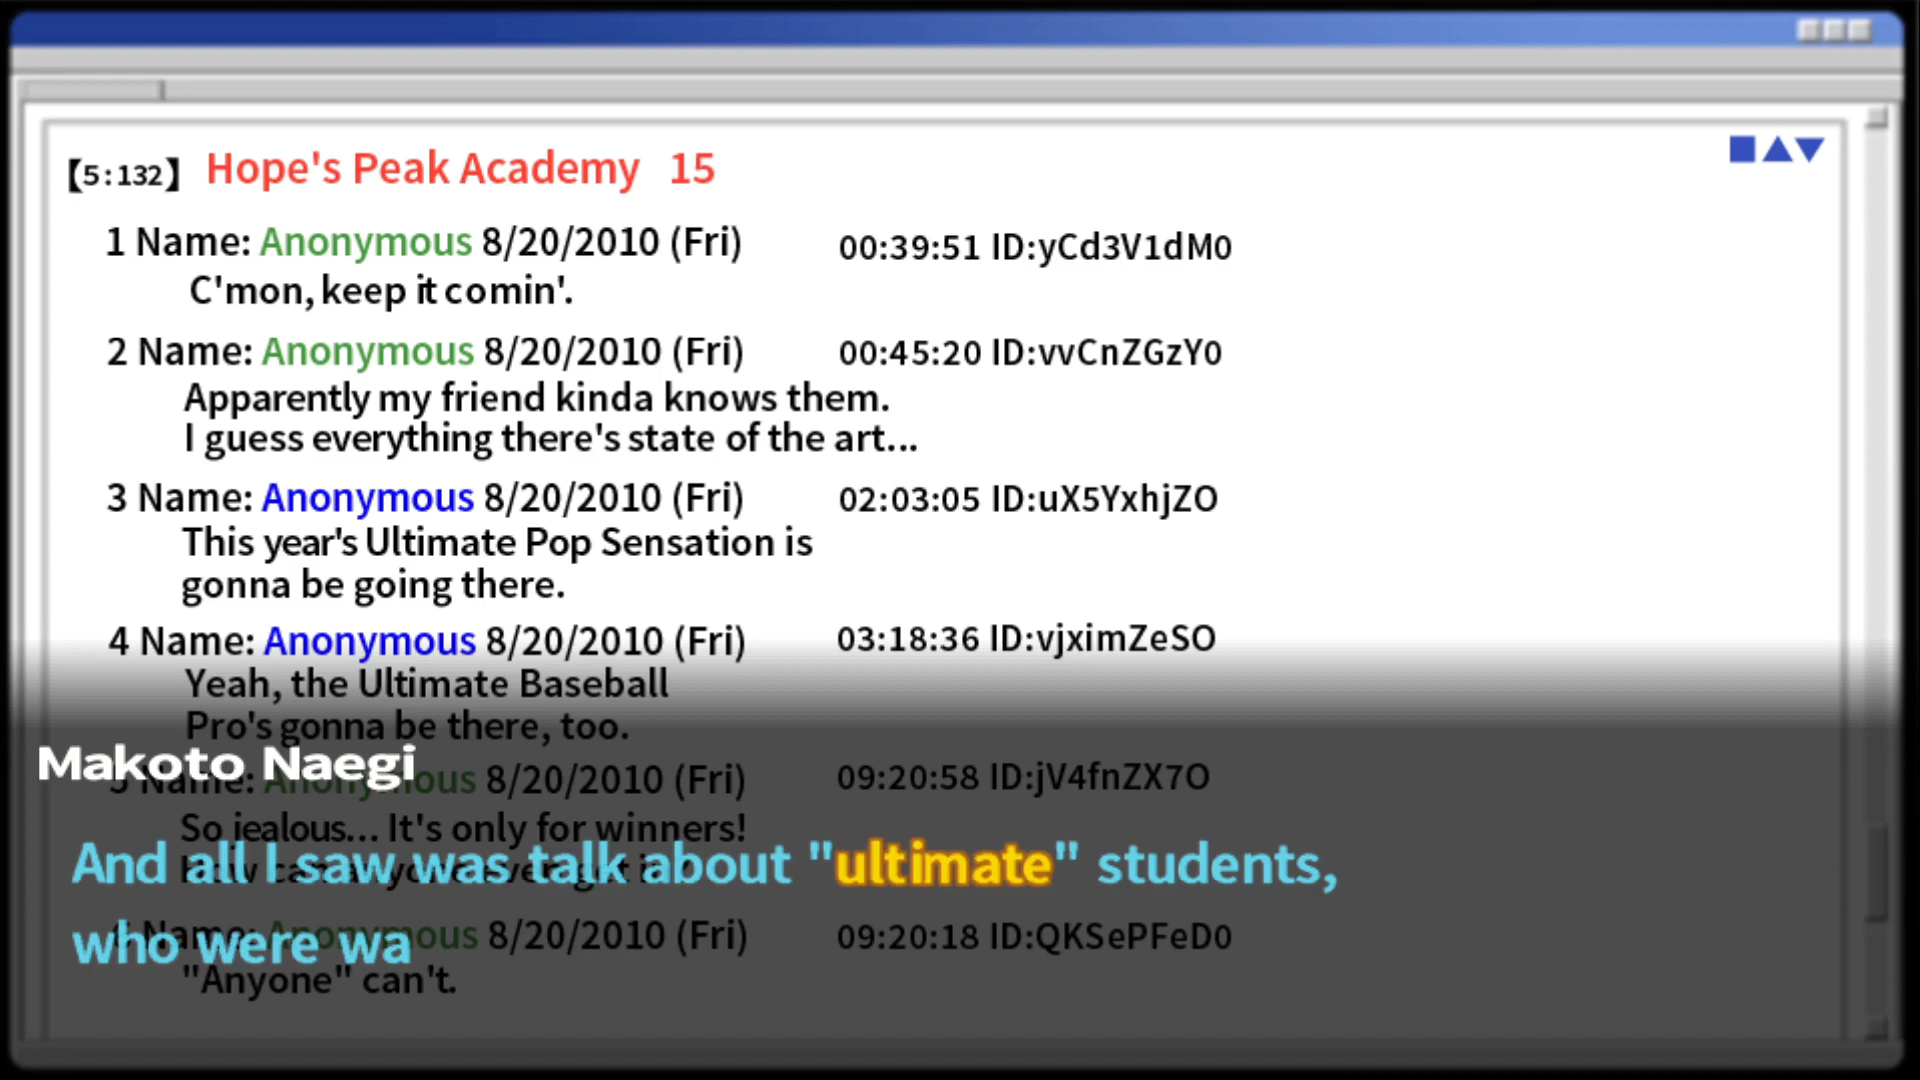 【5:132】 Hope's Peak Academy 15
1 Name: Anonymous 8/20/2010 (Fri) 00:39:51 ID:yCd3V1dM0
C'mon, keep it comin'.
2 Name: Anonymous 8/20/2010 (Fri) 00:45:20 ID:vvCnZGzY0
Apparently my friend kinda knows them.
I guess everything there's state of the art...
3 Name: Anonymous 8/20/2010 (Fri) 02:03:05 ID:uX5YxhjZO
This year's Ultimate Pop Sensation is
gonna be going there.
4 Name: Anonymous 8/20/2010 (Fri) 03:18:36 ID:vjximZeSO
Yeah, the Ultimate Baseball
Pro's gonna be there, too.
Makoto Naegi
5 Name: Anonymous 8/20/2010 (Fri) 09:20:58 ID:jV4fnZX7O
So jealous... It's only for winners!
And all I saw was talk about "ultimate" students,
who were wa
6 Name: Anonymous 8/20/2010 (Fri) 09:20:18 ID:QKSePFeD0
"Anyone" can't.